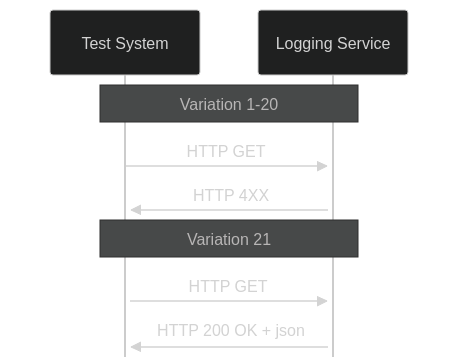 Test System
Logging Service
Variation 1-20
HTTP GET
HTTP 4XX
Variation 21
HTTP GET
HTTP 200 OK + json